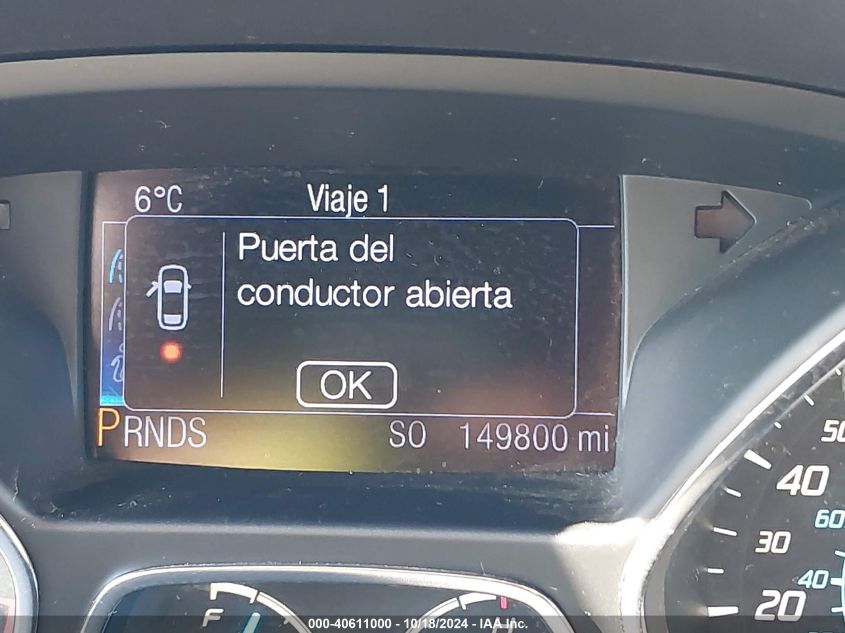 6°C Viaje 1
Puerta del
conductor abierta
OK
PRNDS SO 149800 mi
50
40
60
30
40
20
F
000-40611000 - 10/18/2024 - IAA, Inc.